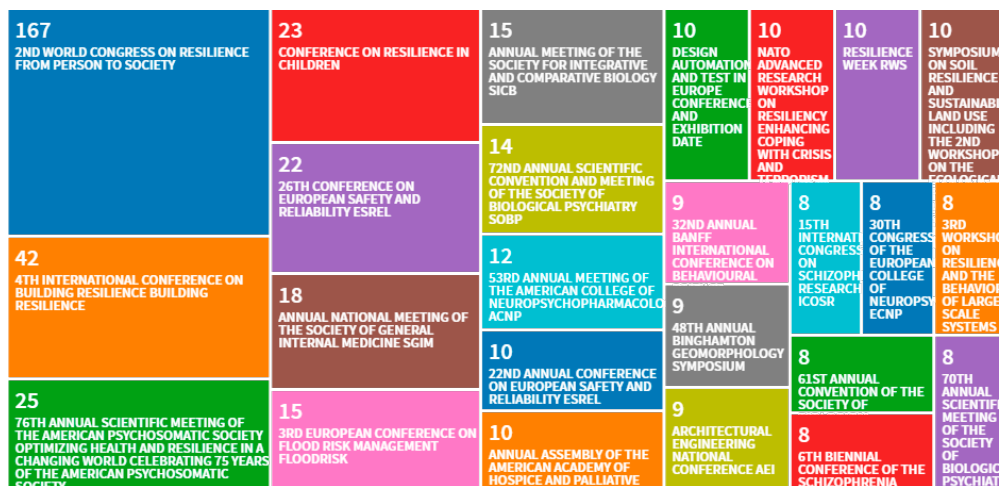 167
2ND WORLD CONGRESS ON RESILIENCE
FROM PERSON TO SOCIETY
42
4TH INTERNATIONAL CONFERENCE ON
BUILDING RESILIENCE BUILDING
RESILIENCE
25
76TH ANNUAL SCIENTIFIC MEETING OF
THE AMERICAN PSYCHOSOMATIC SOCIETY
OPTIMIZING HEALTH AND RESILIENCE IN A
CHANGING WORLD CELEBRATING 75 YEARS
OF THE AMERICAN PSYCHOSOMATIC
SOCIETY
23
CONFERENCE ON RESILIENCE IN
CHILDREN
22
26TH CONFERENCE ON
EUROPEAN SAFETY AND
RELIABILITY ESREL
18
ANNUAL NATIONAL MEETING OF
THE SOCIETY OF GENERAL
INTERNAL MEDICINE SGIM
15
3RD EUROPEAN CONFERENCE ON
FLOOD RISK MANAGEMENT
FLOODRISK
15
ANNUAL MEETING OF THE
SOCIETY FOR INTEGRATIVE
AND COMPARATIVE BIOLOGY
SICB
14
72ND ANNUAL SCIENTIFIC
CONVENTION AND MEETING
OF THE SOCIETY OF
BIOLOGICAL PSYCHIATRY
SOBP
12
53RD ANNUAL MEETING OF
THE AMERICAN COLLEGE OF
NEUROPSYCHOPHARMACOLO
ACNP
10
22ND ANNUAL CONFERENCE
ON EUROPEAN SAFETY AND
RELIABILITY ESREL
10
ANNUAL ASSEMBLY OF THE
AMERICAN ACADEMY OF
HOSPICE AND PALLIATIVE
10
DESIGN
AUTOMATION
AND TEST IN
EUROPE
CONFERENCE
AND
EXHIBITION
DATE
10
NATO
ADVANCED
RESEARCH
WORKSHOP
ON
RESILIENCY
ENHANCING
COPING
WITH CRISIS
AND
TERRORISM
10
RESILIENCE
WEEK RWS
10
SYMPOSIUM
ON SOIL
RESILIENCE
AND
SUSTAINAB
LAND USE
INCLUDING
THE 2ND
WORKSHOP
ON THE
ECOLOGICAL
9
32ND ANNUAL
BANFF
INTERNATIONAL
CONFERENCE ON
BEHAVIOURAL
9
48TH ANNUAL
BINGHAMTON
GEOMORPHOLOGY
SYMPOSIUM
9
ARCHITECTURAL
ENGINEERING
NATIONAL
CONFERENCE AEI
8
15TH
INTERNATI
CONGRESS
ON
SCHIZOPH
RESEARCH
ICOSR
8
30TH
CONGRESS
OF THE
EUROPEAN
COLLEGE
OF
NEUROPSY
ECNP
8
3RD
WORKSHO
ON
RESILIENC
AND THE
BEHAVIOR
OF LARGE
SCALE
SYSTEMS
8
61ST ANNUAL
CONVENTION OF THE
SOCIETY OF
8
6TH BIENNIAL
CONFERENCE OF THE
SCHIZOPHRENIA
8
70TH
ANNUAL
SCIENTIFI
MEETING
OF THE
SOCIETY
OF
BIOLOGIC
PSYCHIAT